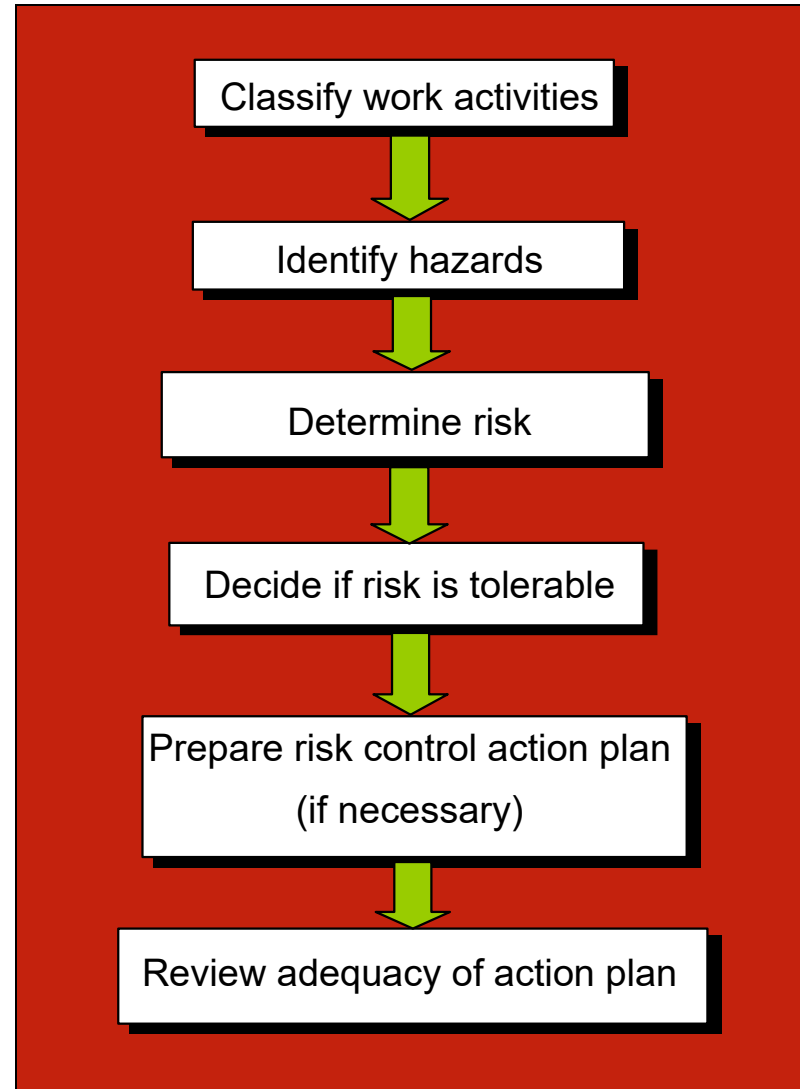 Classify work activities
Identify hazards
Determine risk
Decide if risk is tolerable
Prepare risk control action plan
(if necessary)
Review adequacy of action plan